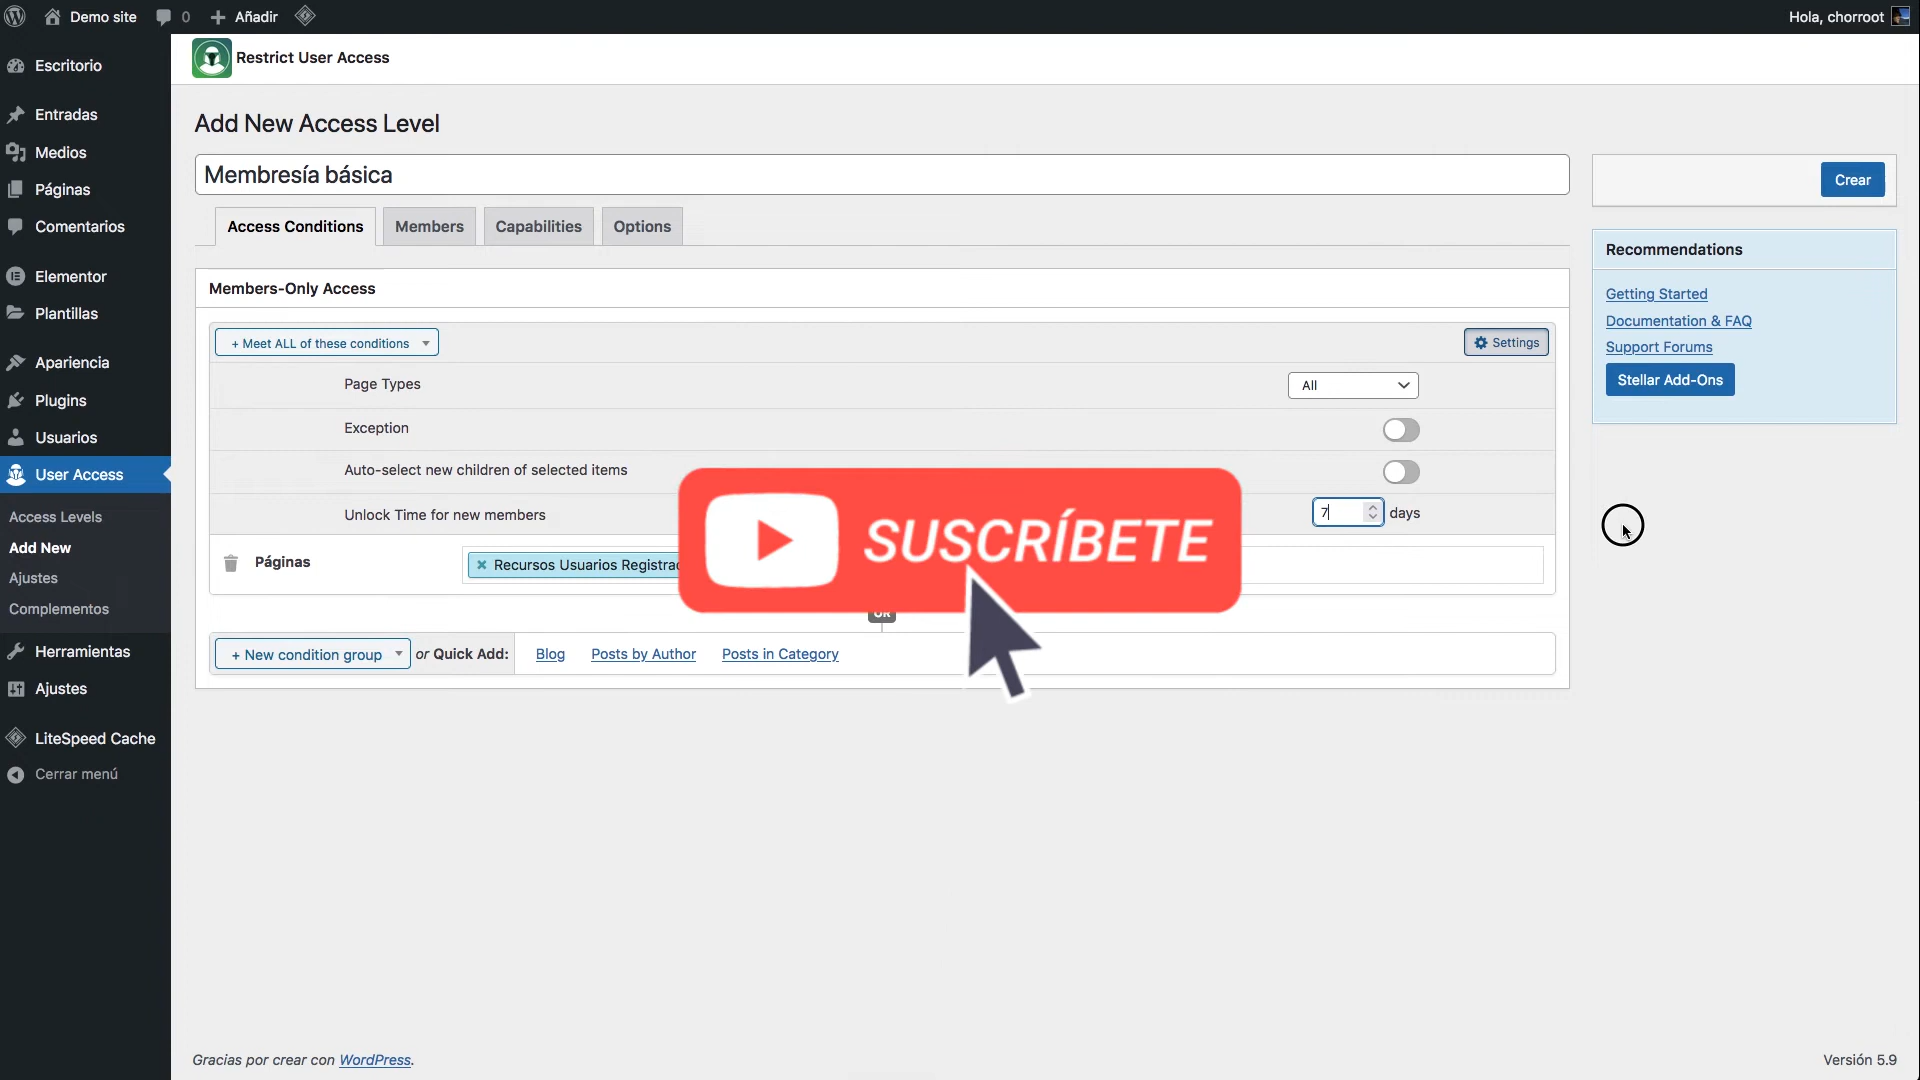 Demo site
0
Añadir
Hola, chorroot
Escritorio
Entradas
Medios
Páginas
Comentarios
Elementor
Plantillas
Apariencia
Plugins
Usuarios
User Access
Access Levels
Add New
Ajustes
Complementos
Herramientas
Ajustes
LiteSpeed Cache
Cerrar menú
Restrict User Access
Add New Access Level
Membresía básica
Access Conditions
Members
Capabilities
Options
Members-Only Access
+ Meet ALL of these conditions
Settings
Page Types
All
Exception
Auto-select new children of selected items
Unlock Time for new members
7
days
Páginas
Recursos Usuarios
SUSCRÍBETE
OR
+ New condition group
or Quick Add:
Blog
Posts by Author
Posts in Category
Crear
Recommendations
Getting Started
Documentation & FAQ
Support Forums
Stellar Add-Ons
Gracias por crear con WordPress.
Versión 5.9